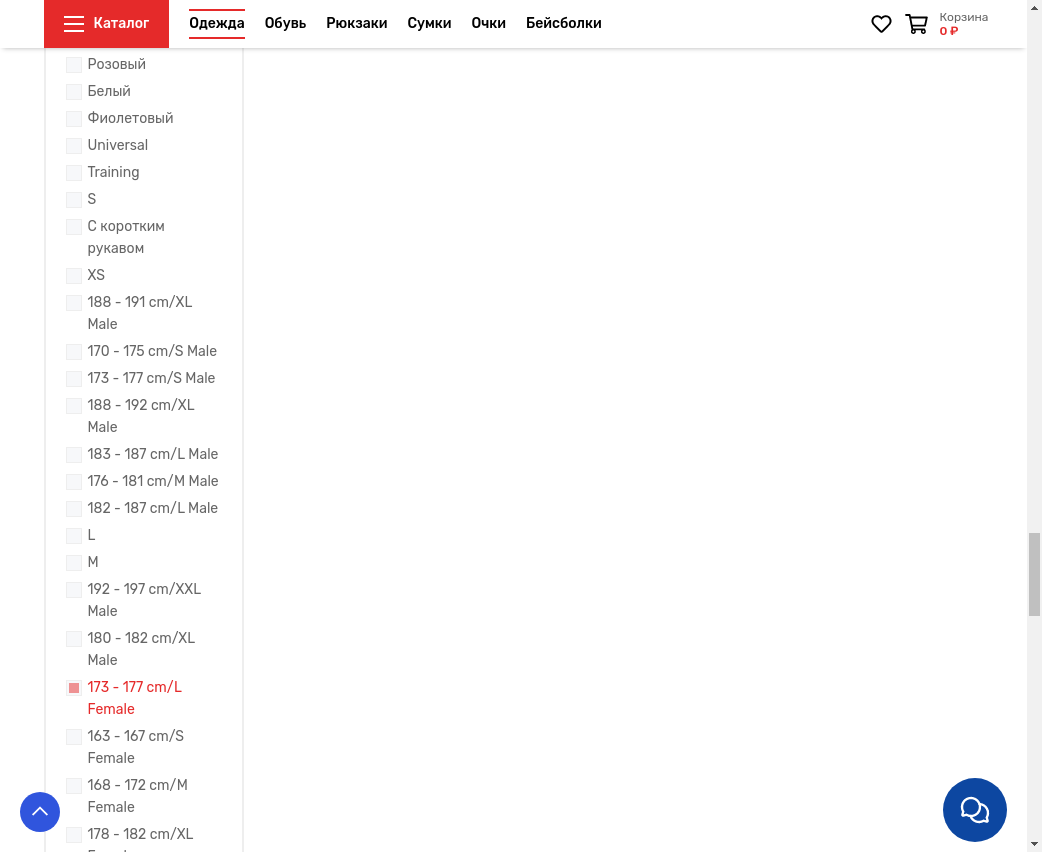 Каталог
Одежда
Обувь
Рюкзаки
Сумки
Очки
Бейсболки
Корзина
0 ₽
Розовый
Белый
Фиолетовый
Universal
Training
S
С коротким
рукавом
XS
188 - 191 cm/XL
Male
170 - 175 cm/S Male
173 - 177 cm/S Male
188 - 192 cm/XL
Male
183 - 187 cm/L Male
176 - 181 cm/M Male
182 - 187 cm/L Male
L
M
192 - 197 cm/XXL
Male
180 - 182 cm/XL
Male
173 - 177 cm/L
Female
163 - 167 cm/S
Female
168 - 172 cm/M
Female
178 - 182 cm/XL